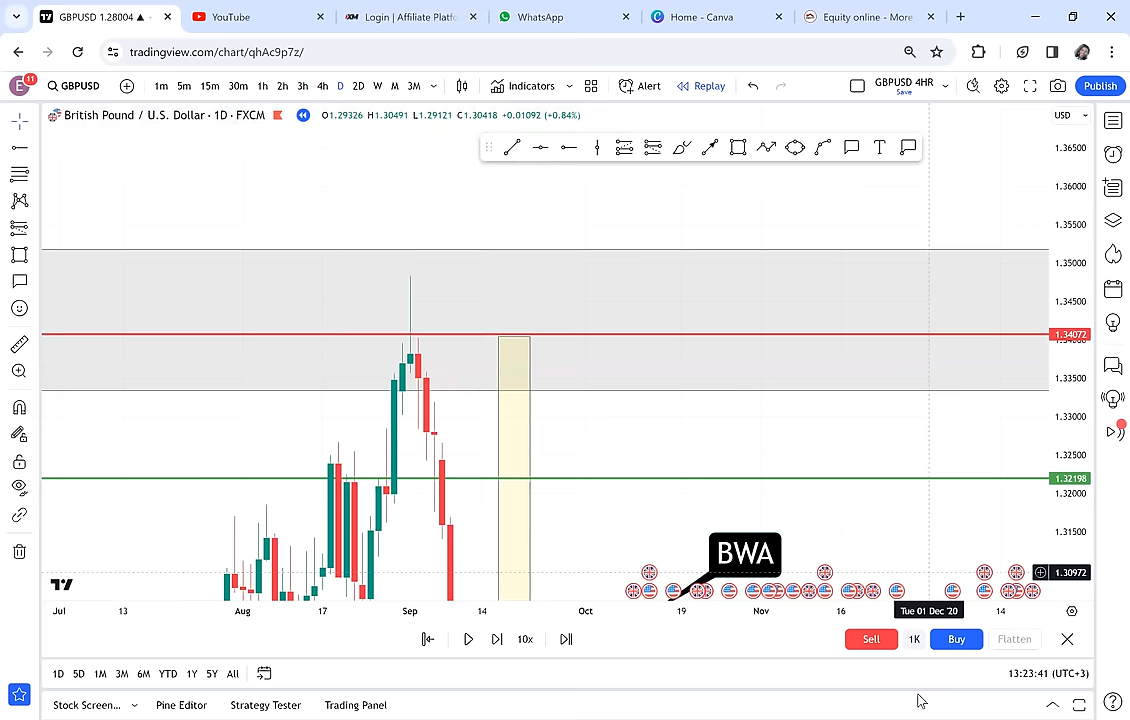 GBPUSD 1.28004 ▲
YouTube
XM Login | Affiliate Platfo
WhatsApp
Home - Canva
Equity online - More
tradingview.com/chart/qhAc9p7z/
E 11 GBPUSD 1m 5m 15m 30m 1h 2h 3h 4h D 2D W M 3M Indicators Alert Replay GBPUSD 4HR Save Publish
British Pound / U.S. Dollar · 1D · FXCM O1.29326 H1.30491 L1.29121 C1.30418 +0.01092 (+0.84%) USD
1.36500
1.36000
1.35500
1.35000
1.34500
1.34072
1.33500
1.33000
1.32500
1.32198
1.32000
1.31500
BWA
1.30972
Jul 13 Aug 17 Sep 14 Oct 19 Nov 16 Tue 01 Dec '20 14
10x Sell 1K Buy Flatten
1D 5D 1M 3M 6M YTD 1Y 5Y All 13:23:41 (UTC+3)
Stock Screen... Pine Editor Strategy Tester Trading Panel